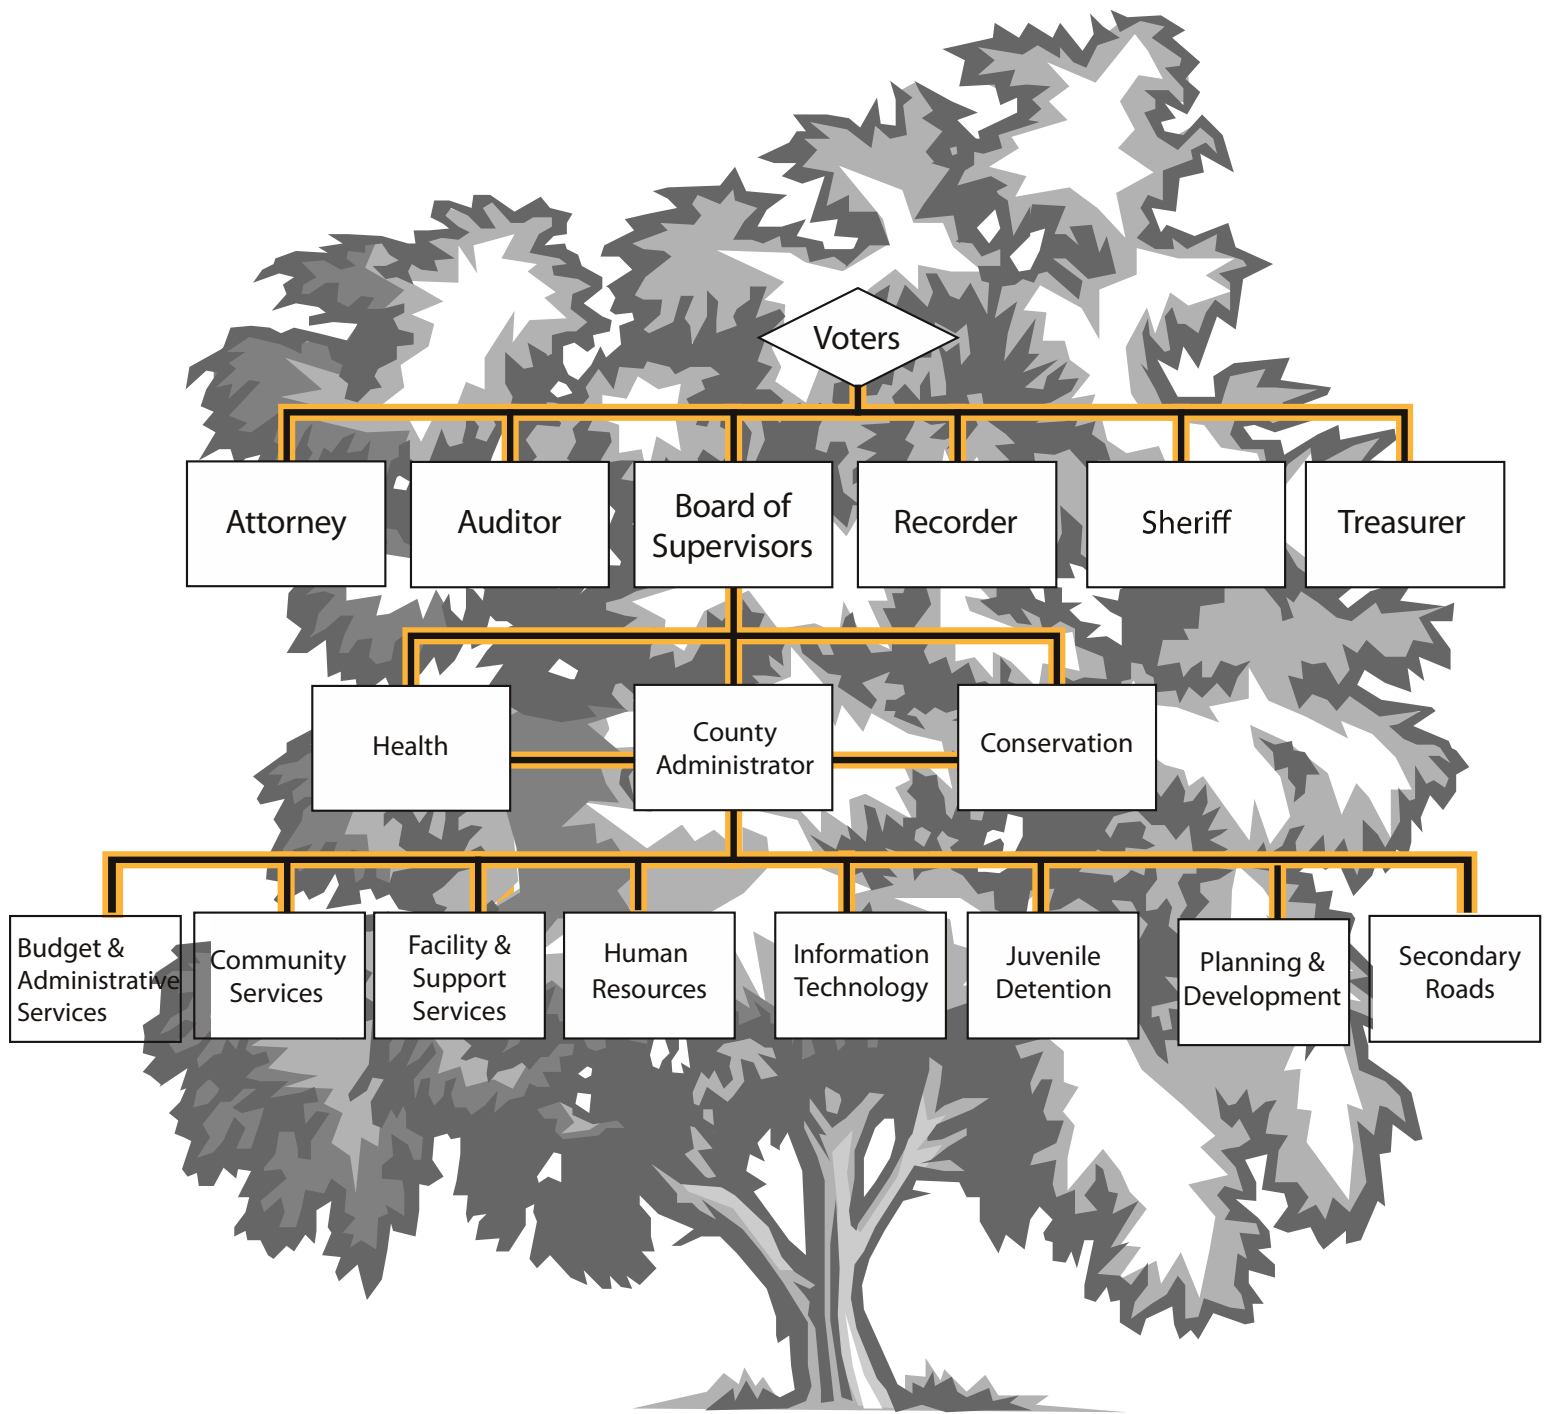 Voters
Attorney
Auditor
Board of
Supervisors
Recorder
Sheriff
Treasurer
Health
County
Administrator
Conservation
Budget &
Administrative
Services
Community
Services
Facility &
Support
Services
Human
Resources
Information
Technology
Juvenile
Detention
Planning &
Development
Secondary
Roads